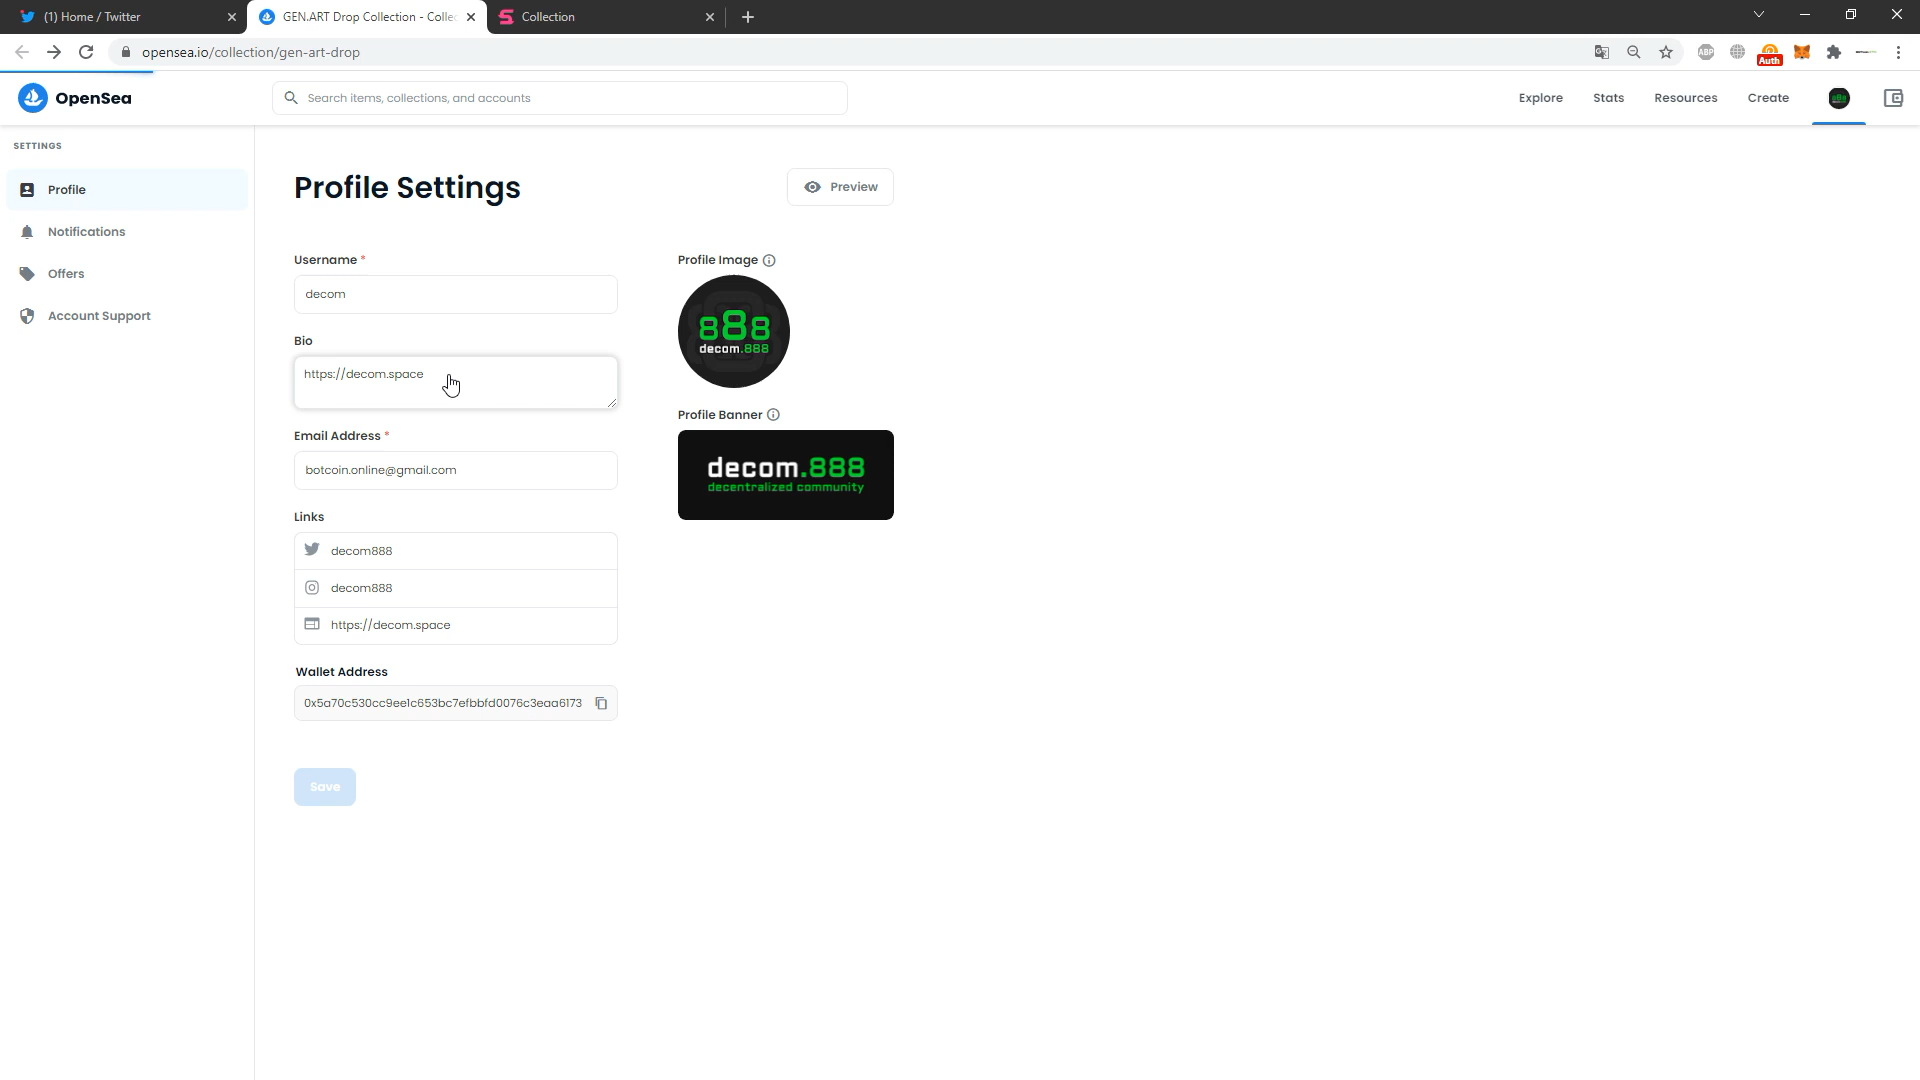 (1) Home / Twitter
GEN.ART Drop Collection - Collec
Collection
opensea.io/collection/gen-art-drop
ABP
Auth
OpenSea
Search items, collections, and accounts
Explore
Stats
Resources
Create
SETTINGS
Profile
Notifications
Offers
Account Support
Profile Settings
Preview
Username *
decom
Bio
https://decom.space
Email Address *
botcoin.online@gmail.com
Links
decom888
decom888
https://decom.space
Wallet Address
0x5a70c530cc9ee1c653bc7efbbfd0076c3eaa6173
Save
Profile Image
888
decom.888
Profile Banner
decom.888
decentralized community